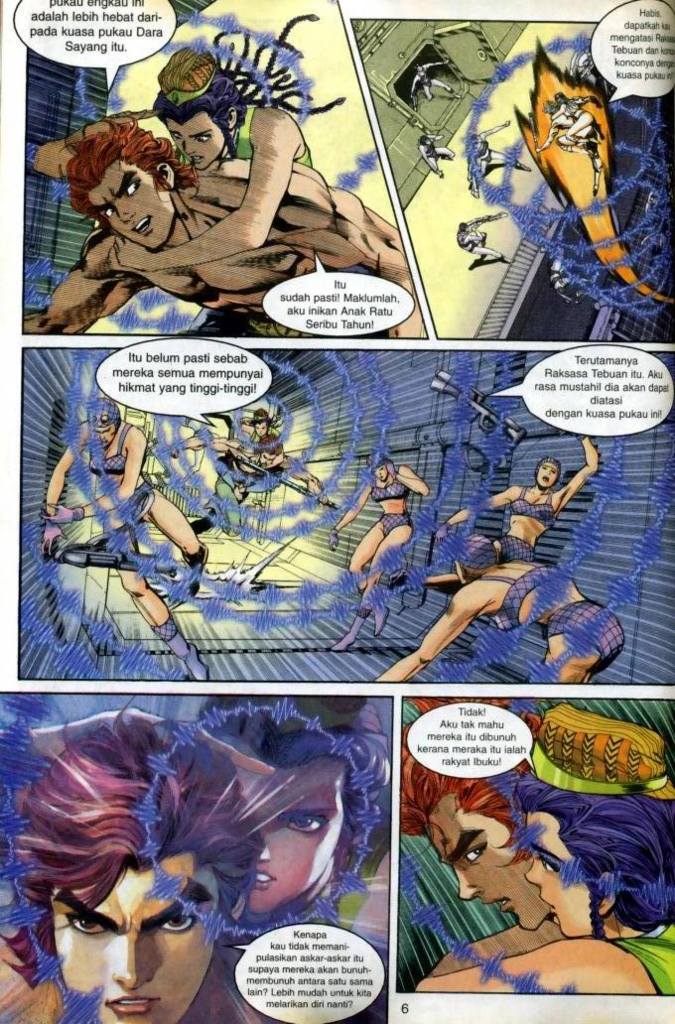 pukau engkau ini
adalah lebih hebat dari-
pada kuasa pukau Dara
Sayang itu.
Itu
sudah pasti! Maklumlah,
aku inikan Anak Ratu
Seribu Tahun!
Habis,
dapatkah kau
mengatasi Raksasa
Tebuan dan
konconya dengan
kuasa pukau ini
Itu belum pasti sebab
mereka semua mempunyai
hikmat yang tinggi-tinggi!
Terutamanya
Raksasa Tebuan itu. Aku
rasa mustahil dia akan dapat
diatasi
dengan kuasa pukau ini!
Kenapa
kau tidak memani-
pulasikan askar-askar itu
supaya mereka akan bunuh-
membunuh antara satu sama
lain? Lebih mudah untuk kita
melarikan diri nanti?
Tidak!
Aku tak mahu
mereka itu dibunuh
kerana meraka itu ialah
rakyat Ibuku!
6